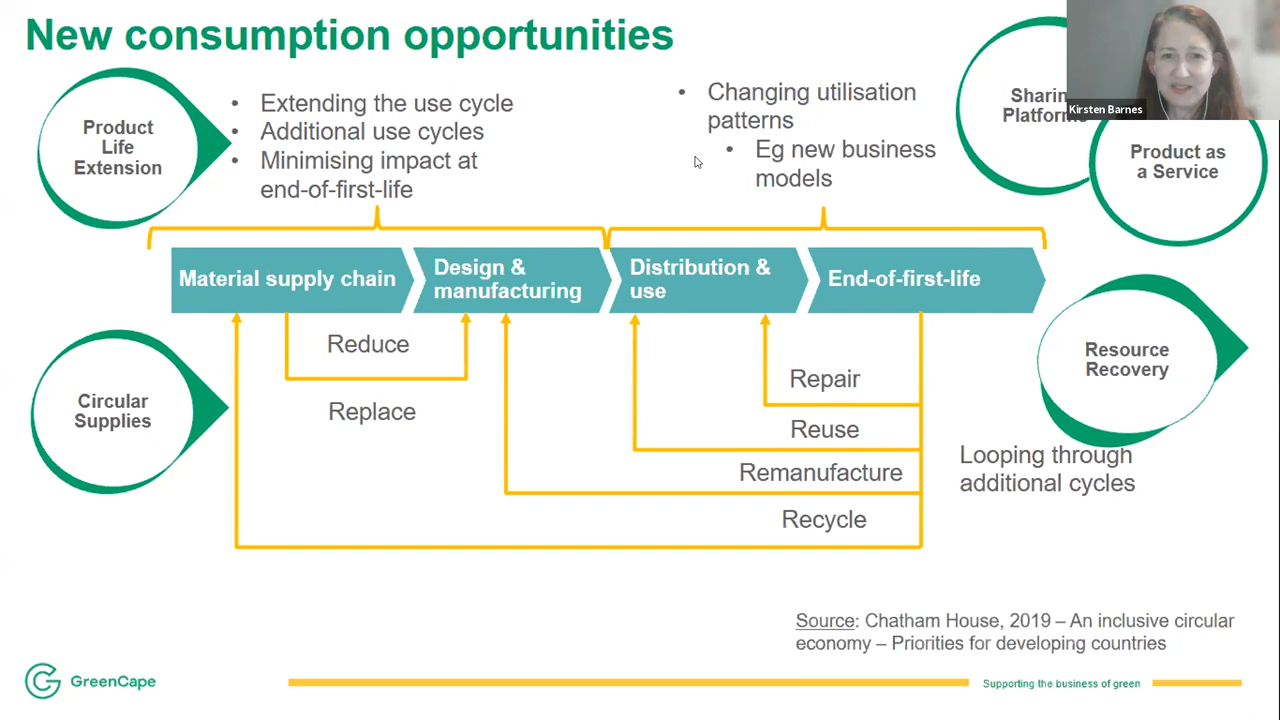 New consumption opportunities
Product
Life
Extension
• Extending the use cycle
• Additional use cycles
• Minimising impact at
end-of-first-life
• Changing utilisation
patterns
• Eg new business
models
Platforms
Kirsten Barnes
Product as
a Service
Material supply chain
Design &
manufacturing
Distribution &
use
End-of-first-life
Reduce
Replace
Repair
Reuse
Remanufacture
Recycle
Circular
Supplies
Resource
Recovery
Looping through
additional cycles
Source: Chatham House, 2019 – An inclusive circular
economy – Priorities for developing countries
GreenCape
Supporting the business of green